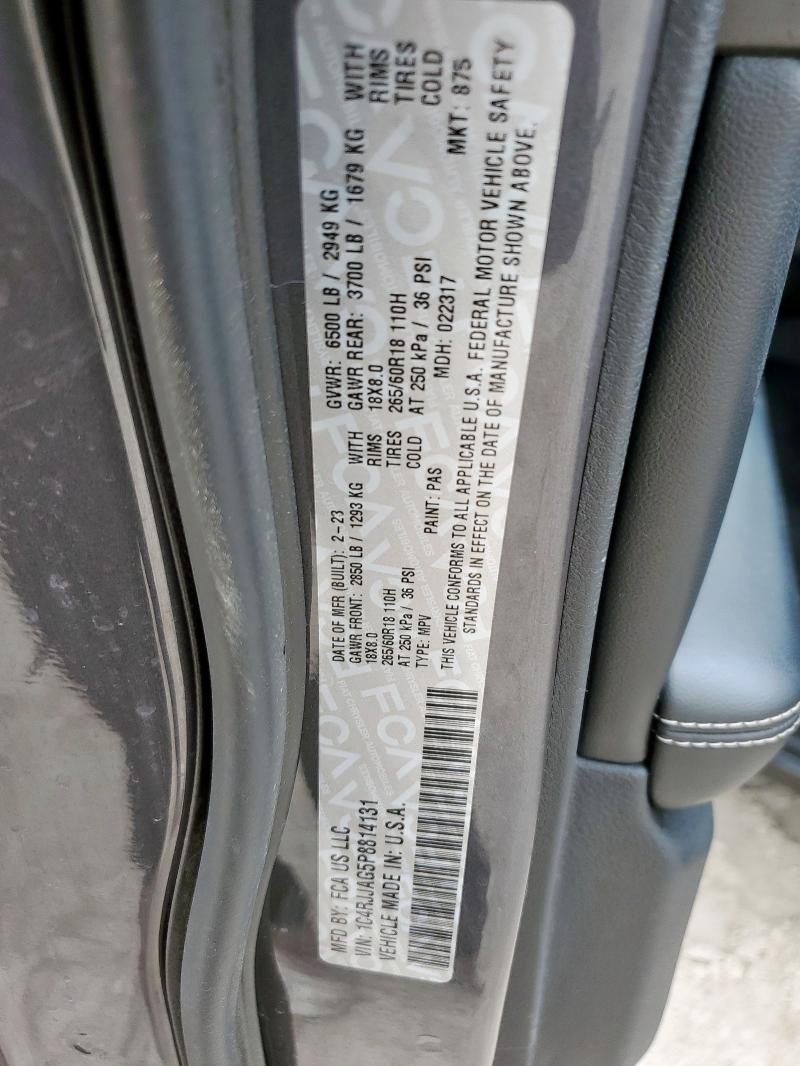 MFD BY: FCA US LLC
DATE OF MFR (BUILT): 2-23
GVWR: 6500 LB / 2949 KG
GAWR FRONT: 2850 LB / 1293 KG WITH
18X8.0 RIMS
265/60R18 110H TIRES
AT 250 kPa / 36 PSI COLD
GAWR REAR: 3700 LB / 1679 KG WITH
18X8.0 RIMS
265/60R18 110H TIRES
AT 250 kPa / 36 PSI COLD
VIN: 1C4RJJAG5P8814131
VEHICLE MADE IN: U.S.A.
TYPE: MPV
PAINT: PAS
MDH: 022317
MKT: 875
THIS VEHICLE CONFORMS TO ALL APPLICABLE U.S.A. FEDERAL MOTOR VEHICLE SAFETY
STANDARDS IN EFFECT ON THE DATE OF MANUFACTURE SHOWN ABOVE.